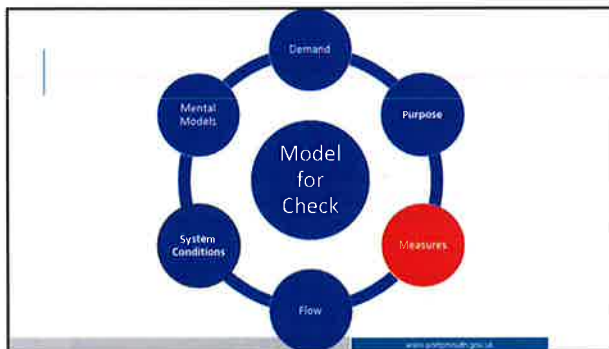 Demand
Purpose
Measures
Flow
System
Conditions
Mental
Models
Model
for
Check
www.portsmouth.gov.uk